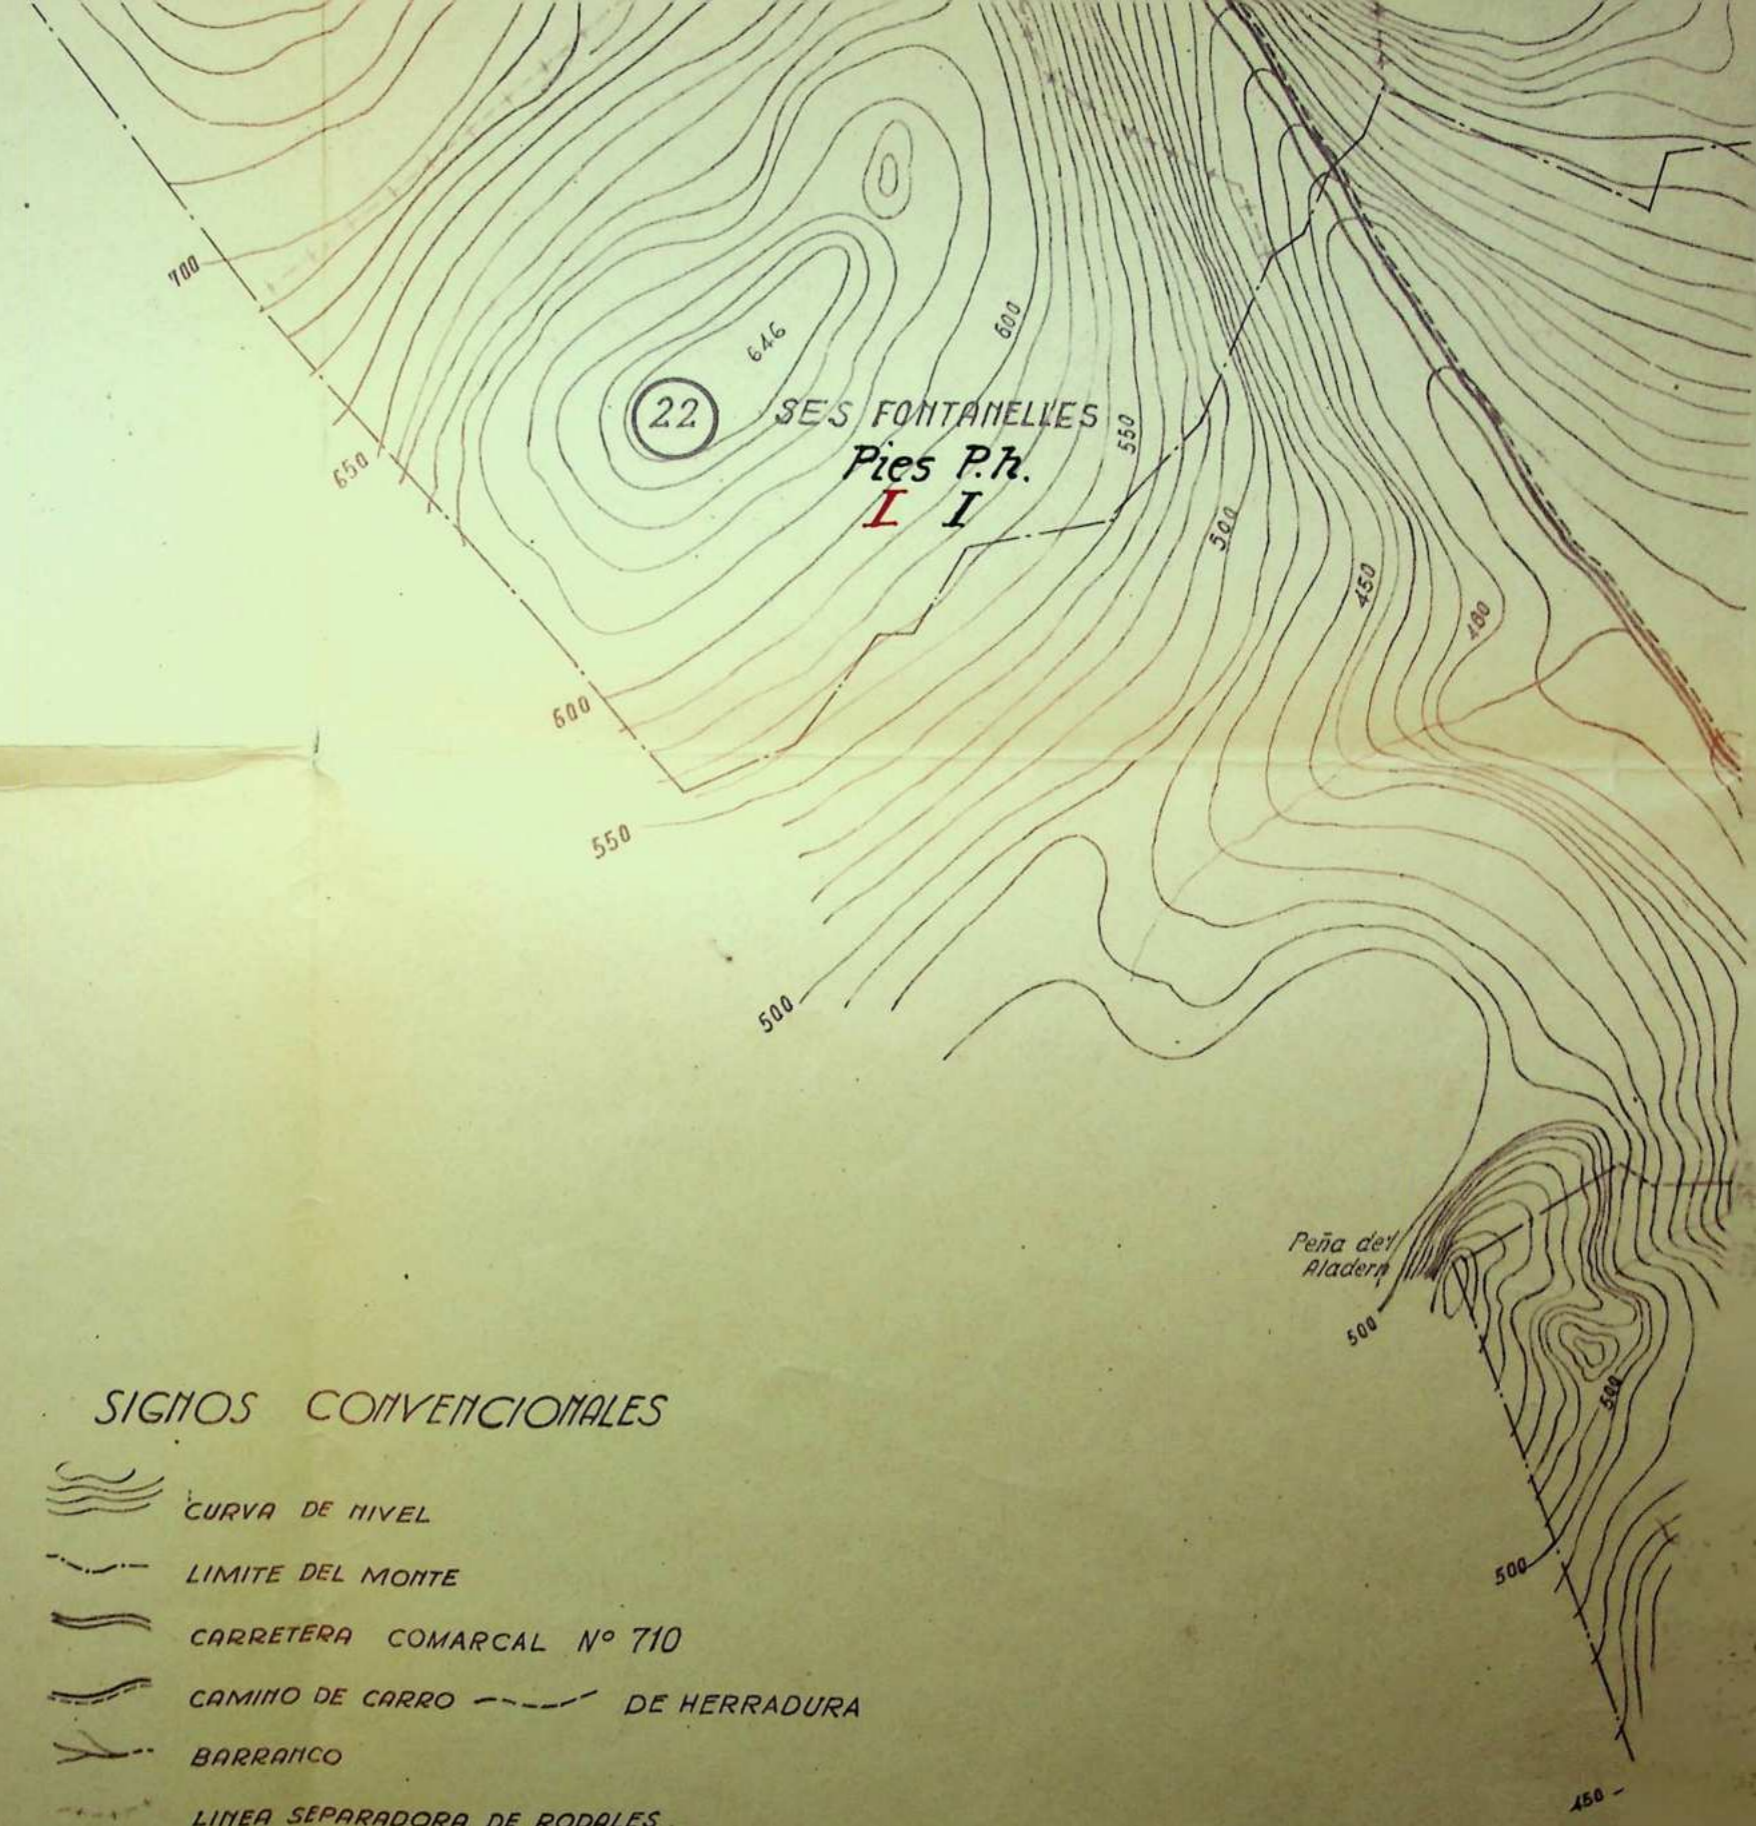 700
646
600
22 SES FONTANELLES
550
Pies P.h.
I I
650
500
450
480
600
550
500
Peña del
Aladern
500
500
SIGNOS CONVENCIONALES
CURVA DE NIVEL
500
LIMITE DEL MONTE
CARRETERA COMARCAL Nº 710
CAMINO DE CARRO DE HERRADURA
BARRANCO
450
LINEA SEPARADORA DE RODALES